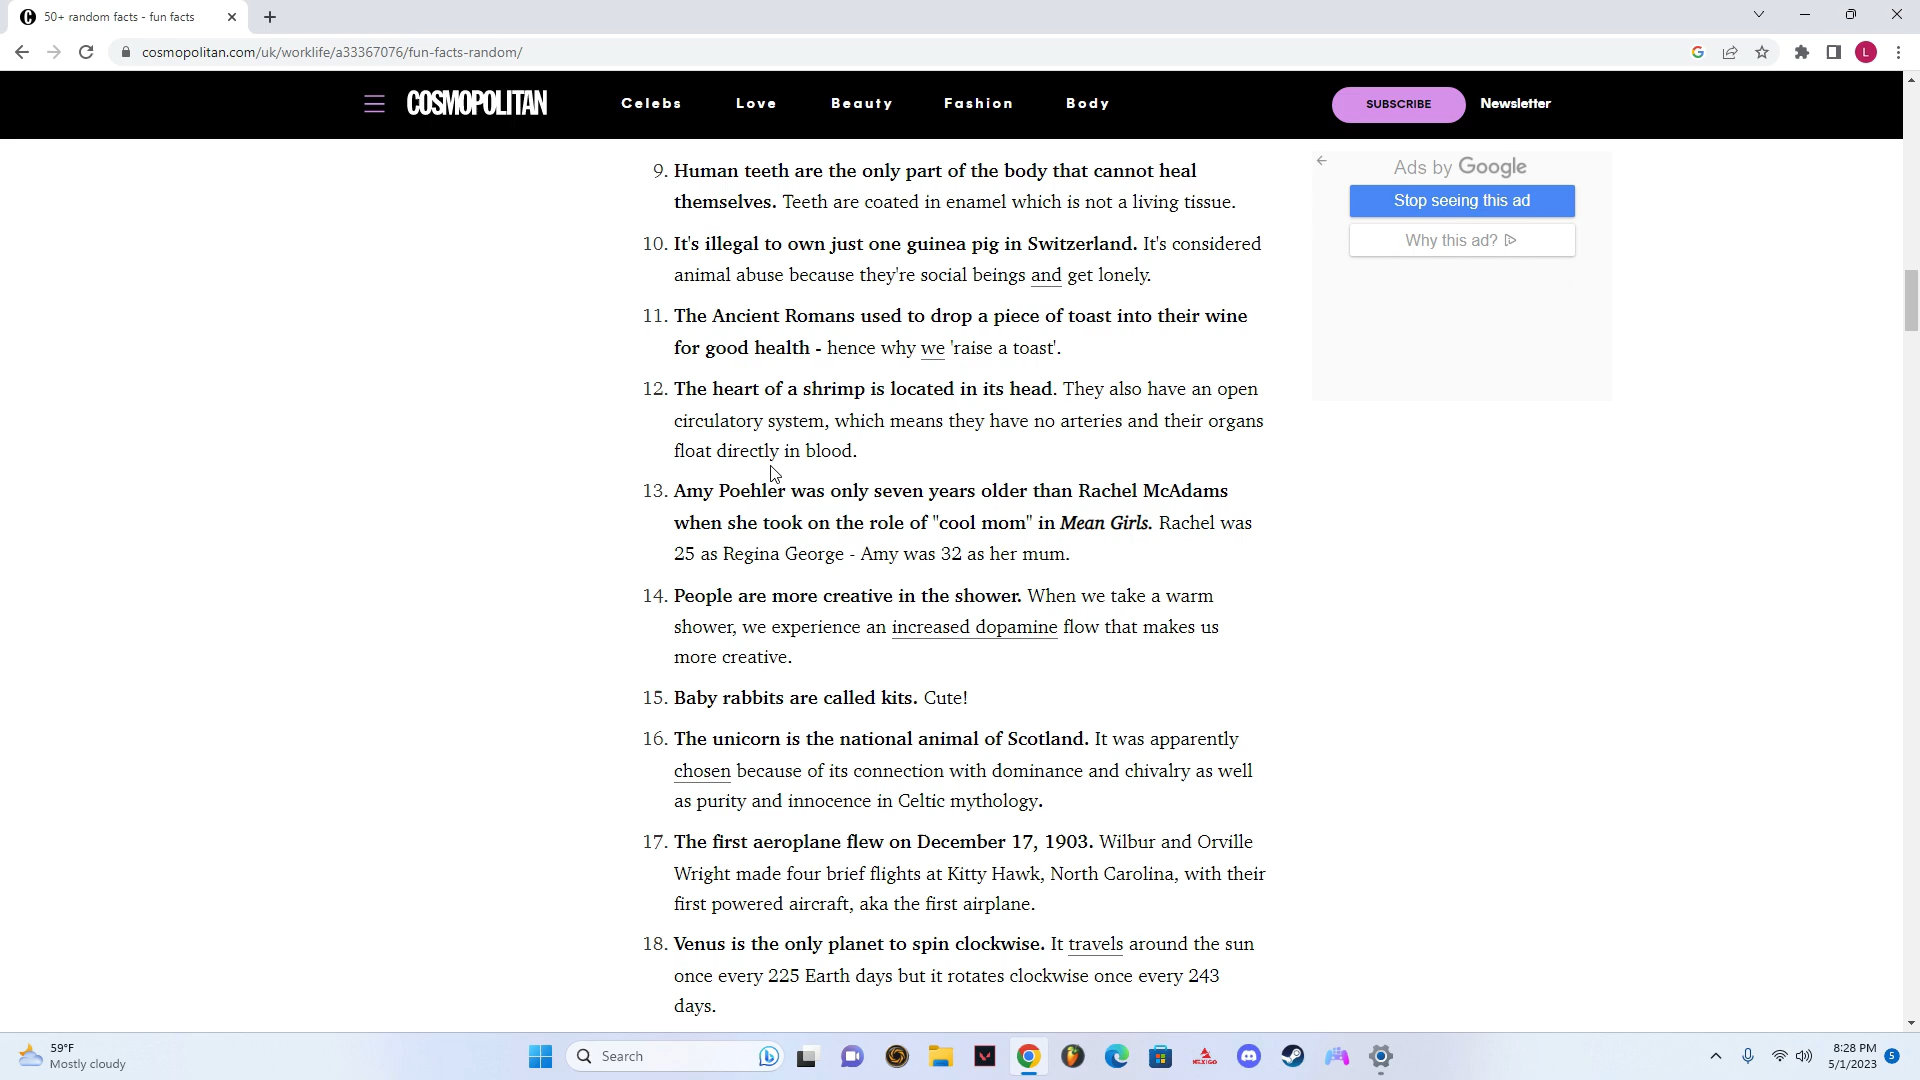 50+ random facts - fun facts
cosmopolitan.com/uk/worklife/a33367076/fun-facts-random/
L
COSMOPOLITAN
Celebs
Love
Beauty
Fashion
Body
SUBSCRIBE
Newsletter
9. Human teeth are the only part of the body that cannot heal
themselves. Teeth are coated in enamel which is not a living tissue.
10. It's illegal to own just one guinea pig in Switzerland. It's considered
animal abuse because they're social beings and get lonely.
11. The Ancient Romans used to drop a piece of toast into their wine
for good health - hence why we 'raise a toast'.
12. The heart of a shrimp is located in its head. They also have an open
circulatory system, which means they have no arteries and their organs
float directly in blood.
13. Amy Poehler was only seven years older than Rachel McAdams
when she took on the role of "cool mom" in Mean Girls. Rachel was
25 as Regina George - Amy was 32 as her mum.
14. People are more creative in the shower. When we take a warm
shower, we experience an increased dopamine flow that makes us
more creative.
15. Baby rabbits are called kits. Cute!
16. The unicorn is the national animal of Scotland. It was apparently
chosen because of its connection with dominance and chivalry as well
as purity and innocence in Celtic mythology.
17. The first aeroplane flew on December 17, 1903. Wilbur and Orville
Wright made four brief flights at Kitty Hawk, North Carolina, with their
first powered aircraft, aka the first airplane.
18. Venus is the only planet to spin clockwise. It travels around the sun
once every 225 Earth days but it rotates clockwise once every 243
days.
Ads by Google
Stop seeing this ad
Why this ad?
59°F
Mostly cloudy
Search
NEXIGO
8:28 PM
5/1/2023
5